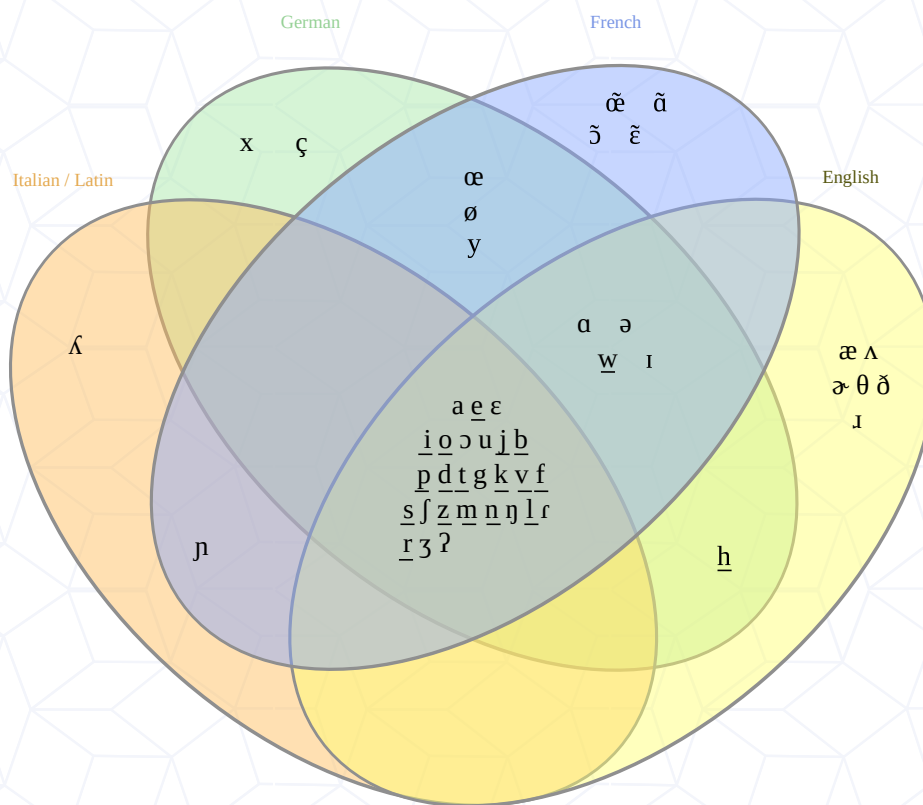 German
French
œ̃ ɑ̃
ɔ̃ ɛ̃
x ç
Italian / Latin
English
œ
ø
y
ʎ
ɑ ə
w ɪ
æ ʌ
ɚ θ ð
ɹ
a e ɛ
i o ɔ u j b
p d t g k v f
s ʃ z m n ŋ l ɾ
r ʒ ʔ
ɲ
h